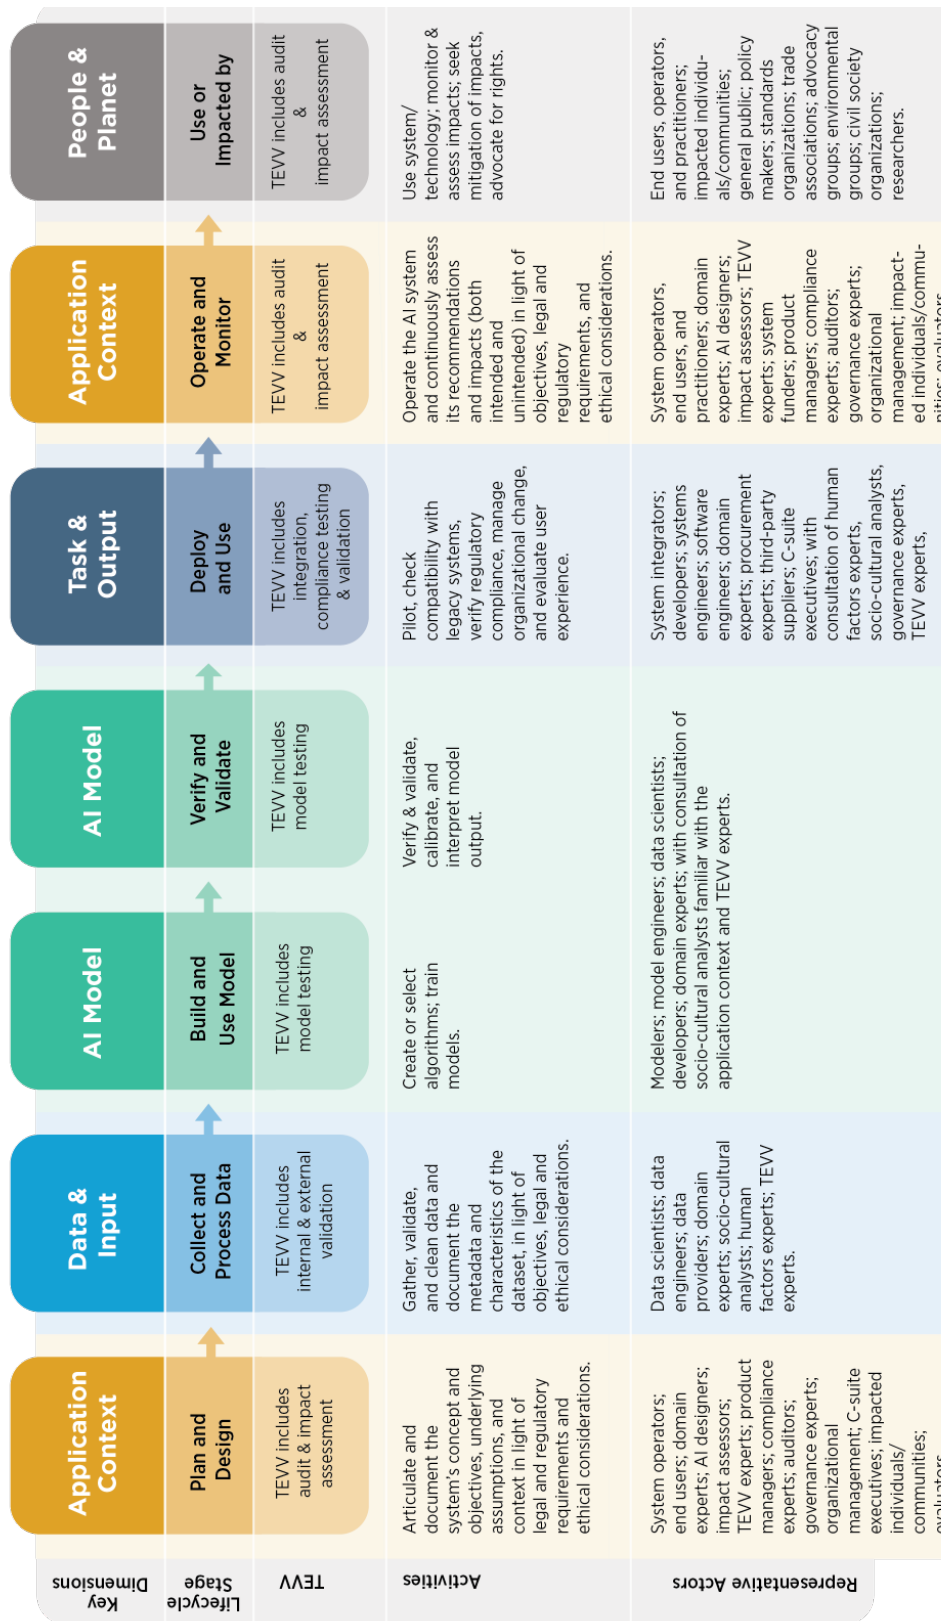 Key
Dimensions
Application
Context
Data &
Input
AI Model
AI Model
Task &
Output
Application
Context
People &
Planet
Lifecycle
Stage
Plan and
Design
Collect and
Process Data
Build and
Use Model
Verify and
Validate
Deploy
and Use
Operate and
Monitor
Use or
Impacted by
TEVV
TEVV includes
audit & impact
assessment
TEVV includes
internal & external
validation
TEVV includes
model testing
TEVV includes
model testing
TEVV includes
integration,
compliance testing
& validation
TEVV includes audit
&
impact assessment
TEVV includes audit
&
impact assessment
Activities
Articulate and
document the
system's concept and
objectives, underlying
assumptions, and
context in light of
legal and regulatory
requirements and
ethical considerations.
Gather, validate,
and clean data and
document the
metadata and
characteristics of the
dataset, in light of
objectives, legal and
ethical considerations.
Create or select
algorithms; train
models.
Verify & validate,
calibrate, and
interpret model
output.
Pilot, check
compatibility with
legacy systems,
verify regulatory
compliance, manage
organizational change,
and evaluate user
experience.
Operate the AI system
and continuously assess
its recommendations
and impacts (both
intended and
unintended) in light of
objectives, legal and
regulatory
requirements, and
ethical considerations.
Use system/
technology; monitor &
assess impacts; seek
mitigation of impacts,
advocate for rights.
Representative Actors
System operators;
end users; domain
experts; AI designers;
impact assessors;
TEVV experts; product
managers; compliance
experts; auditors;
governance experts;
organizational
management; C-suite
executives; impacted
individuals/
communities;
evaluators
Data scientists; data
engineers; data
providers; domain
experts; socio-cultural
analysts; human
factors experts; TEVV
experts.
Modelers; model engineers; data scientists;
developers; domain experts; with consultation of
socio-cultural analysts familiar with the
application context and TEVV experts.
System integrators;
developers; systems
engineers; software
engineers; domain
experts; procurement
experts; third-party
suppliers; C-suite
executives; with
consultation of human
factors experts,
socio-cultural analysts,
governance experts,
TEVV experts,
System operators,
end users, and
practitioners; domain
experts; AI designers;
impact assessors; TEVV
experts; system
funders; product
managers; compliance
experts; auditors;
governance experts;
organizational
management; impact-
ed individuals/commu-
nities; evaluators
End users, operators,
and practitioners;
impacted individu-
als/communities;
general public; policy
makers; standards
organizations; trade
associations; advocacy
groups; environmental
groups; civil society
organizations;
researchers.